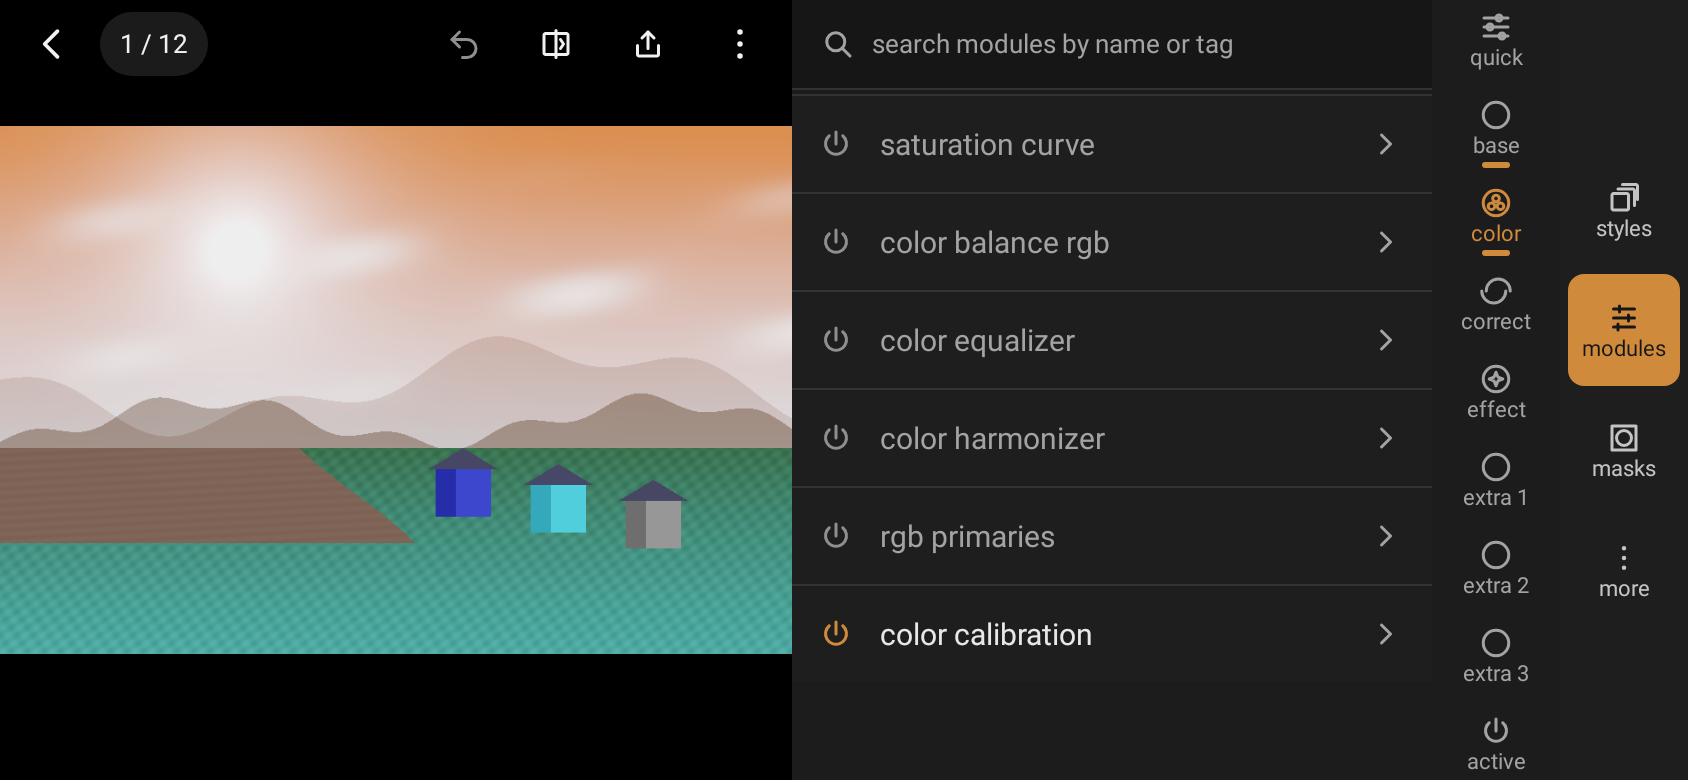 1 / 12
search modules by name or tag
saturation curve
color balance rgb
color equalizer
color harmonizer
rgb primaries
color calibration
quick
base
color
correct
effect
extra 1
extra 2
extra 3
active
styles
modules
masks
more